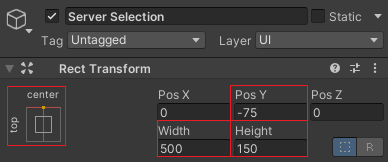 Server Selection Static
Tag Untagged Layer UI
Rect Transform
center
top
Pos X Pos Y Pos Z
0 -75 0
Width Height
500 150
R